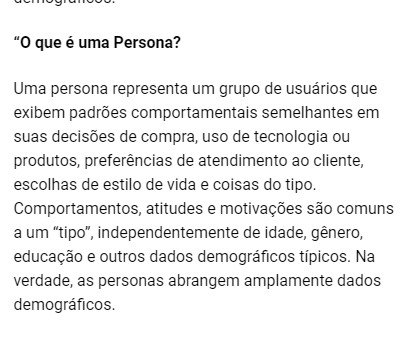 demográficos.
“O que é uma Persona?
Uma persona representa um grupo de usuários que
exibem padrões comportamentais semelhantes em
suas decisões de compra, uso de tecnologia ou
produtos, preferências de atendimento ao cliente,
escolhas de estilo de vida e coisas do tipo.
Comportamentos, atitudes e motivações são comuns
a um “tipo”, independentemente de idade, gênero,
educação e outros dados demográficos típicos. Na
verdade, as personas abrangem amplamente dados
demográficos.